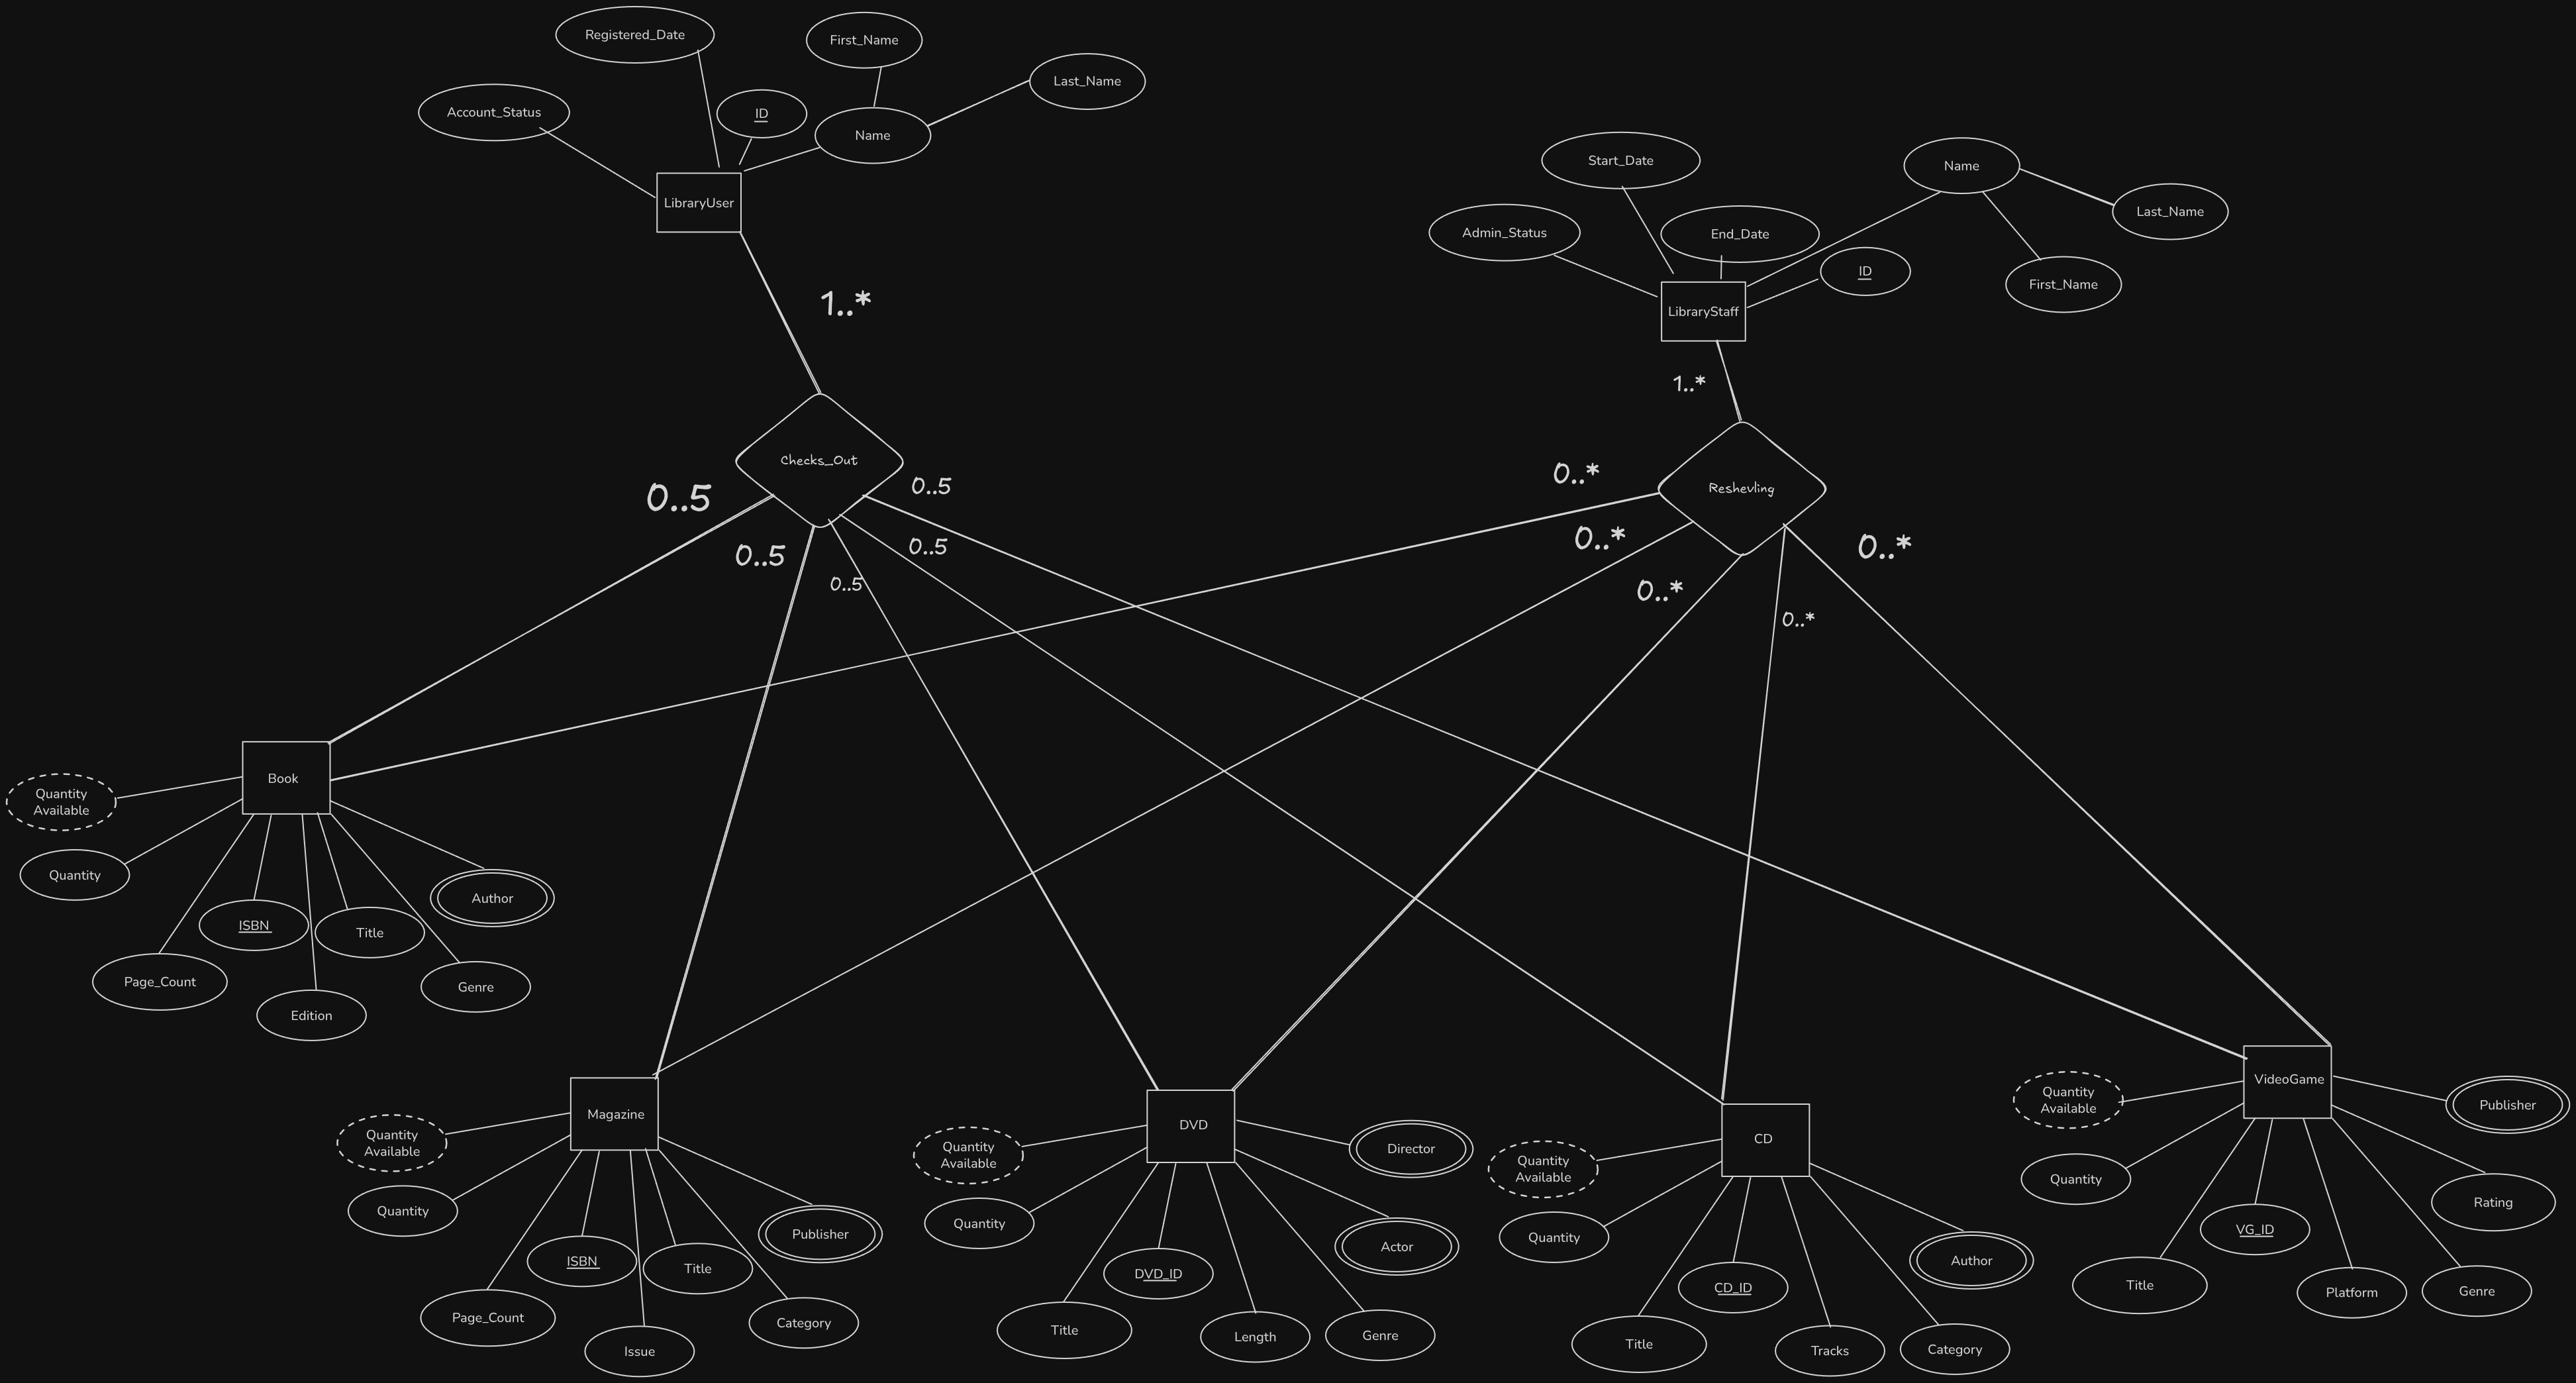 Registered_Date
First_Name
Last_Name
Account_Status
ID
Name
LibraryUser
Start_Date
Name
Last_Name
Admin_Status
End_Date
ID
First_Name
LibraryStaff
1..*
1..*
Checks_Out
Reshevling
0..5
0..5
0..5
0..5
0..5
0..*
0..*
0..*
0..*
0..*
Book
Quantity
Available
Quantity
Author
ISBN
Title
Page_Count
Genre
Edition
Magazine
Quantity
Available
Quantity
Publisher
ISBN
Title
Page_Count
Category
Issue
DVD
Quantity
Available
Director
Quantity
Actor
DVD_ID
Title
Length
Genre
CD
Quantity
Available
Quantity
Author
CD_ID
Title
Tracks
Category
VideoGame
Quantity
Available
Publisher
Quantity
Rating
VG_ID
Title
Platform
Genre